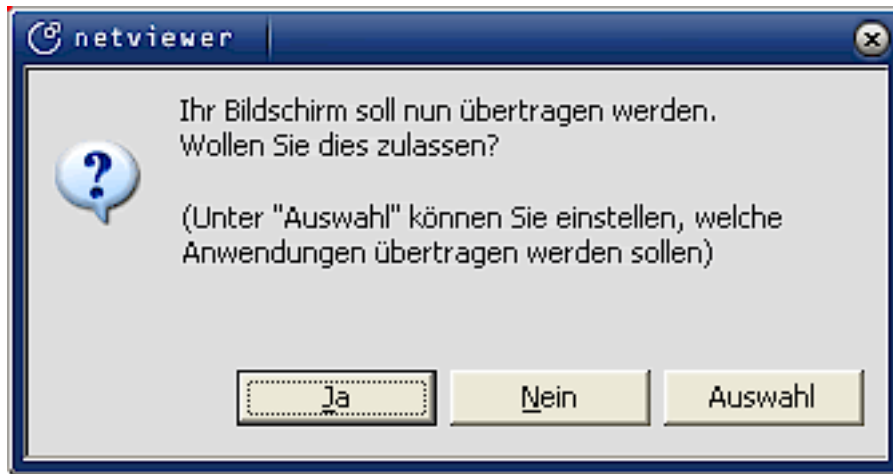 netviewer
Ihr Bildschirm soll nun übertragen werden.
Wollen Sie dies zulassen?
(Unter "Auswahl" können Sie einstellen, welche
Anwendungen übertragen werden sollen)
Ja
Nein
Auswahl